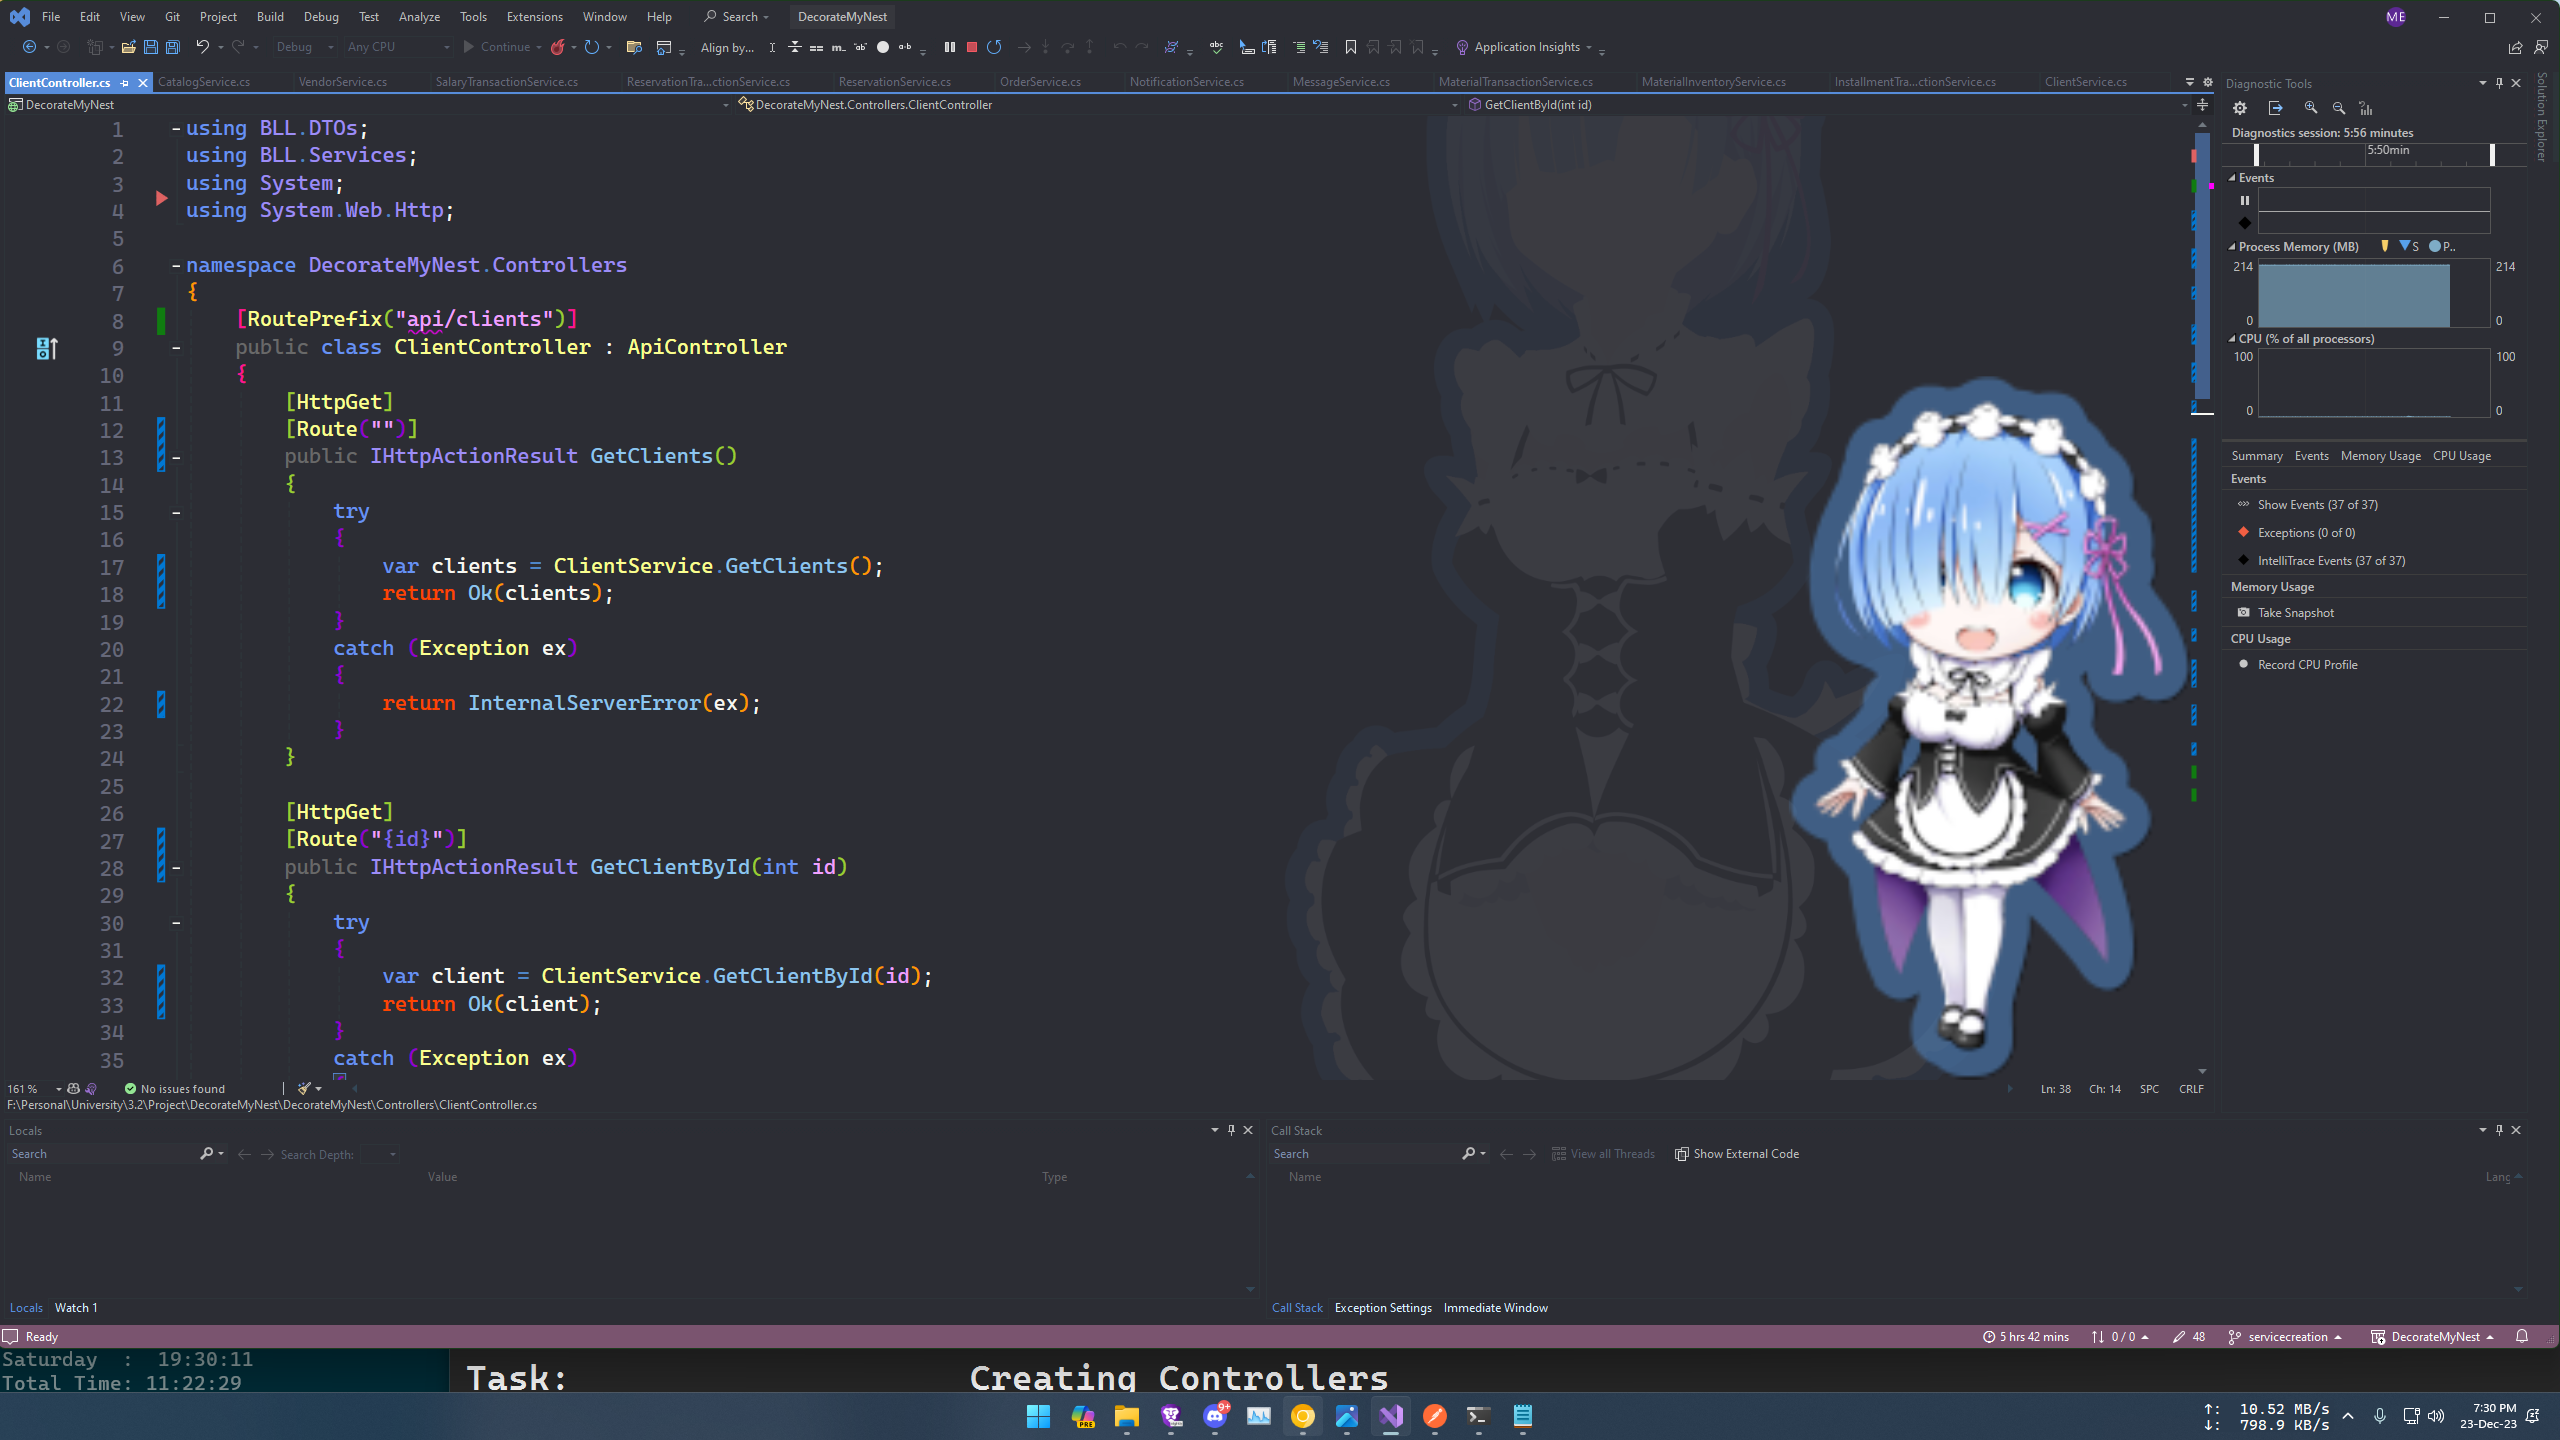 File Edit View Git Project Build Debug Test Analyze Tools Extensions Window Help Search DecorateMyNest ME
Debug Any CPU Continue Align by... Application Insights
ClientController.cs CatalogService.cs VendorService.cs SalaryTransactionService.cs ReservationTra...ctionService.cs ReservationService.cs OrderService.cs NotificationService.cs MessageService.cs MaterialTransactionService.cs MaterialInventoryService.cs InstallmentTra...ctionService.cs ClientService.cs
DecorateMyNest DecorateMyNest.Controllers.ClientController GetClientById(int id)
1 using BLL.DTOs;
2 using BLL.Services;
3 using System;
4 using System.Web.Http;
5
6 namespace DecorateMyNest.Controllers
7 {
8 [RoutePrefix("api/clients")]
9 public class ClientController : ApiController
10 {
11 [HttpGet]
12 [Route("")]
13 public IHttpActionResult GetClients()
14 {
15 try
16 {
17 var clients = ClientService.GetClients();
18 return Ok(clients);
19 }
20 catch (Exception ex)
21 {
22 return InternalServerError(ex);
23 }
24 }
25
26 [HttpGet]
27 [Route("{id}")]
28 public IHttpActionResult GetClientById(int id)
29 {
30 try
31 {
32 var client = ClientService.GetClientById(id);
33 return Ok(client);
34 }
35 catch (Exception ex)
161 % No issues found Ln: 38 Ch: 14 SPC CRLF
F:\Personal\University\3.2\Project\DecorateMyNest\DecorateMyNest\Controllers\ClientController.cs
Diagnostic Tools
Solution Explorer
Diagnostics session: 5:56 minutes
5:50min
Events
Process Memory (MB) S P..
214 214
0 0
CPU (% of all processors)
100 100
0 0
Summary Events Memory Usage CPU Usage
Events
Show Events (37 of 37)
Exceptions (0 of 0)
IntelliTrace Events (37 of 37)
Memory Usage
Take Snapshot
CPU Usage
Record CPU Profile
Locals
Search Search Depth:
Name Value Type
Locals Watch 1
Call Stack
Search View all Threads Show External Code
Name Lang
Call Stack Exception Settings Immediate Window
Ready 5 hrs 42 mins 0 / 0 48 servicecreation DecorateMyNest
Saturday : 19:30:11
Total Time: 11:22:29
Task: Creating Controllers
PRE 9+
↑: 10.52 MB/s
↓: 798.9 KB/s
7:30 PM
23-Dec-23